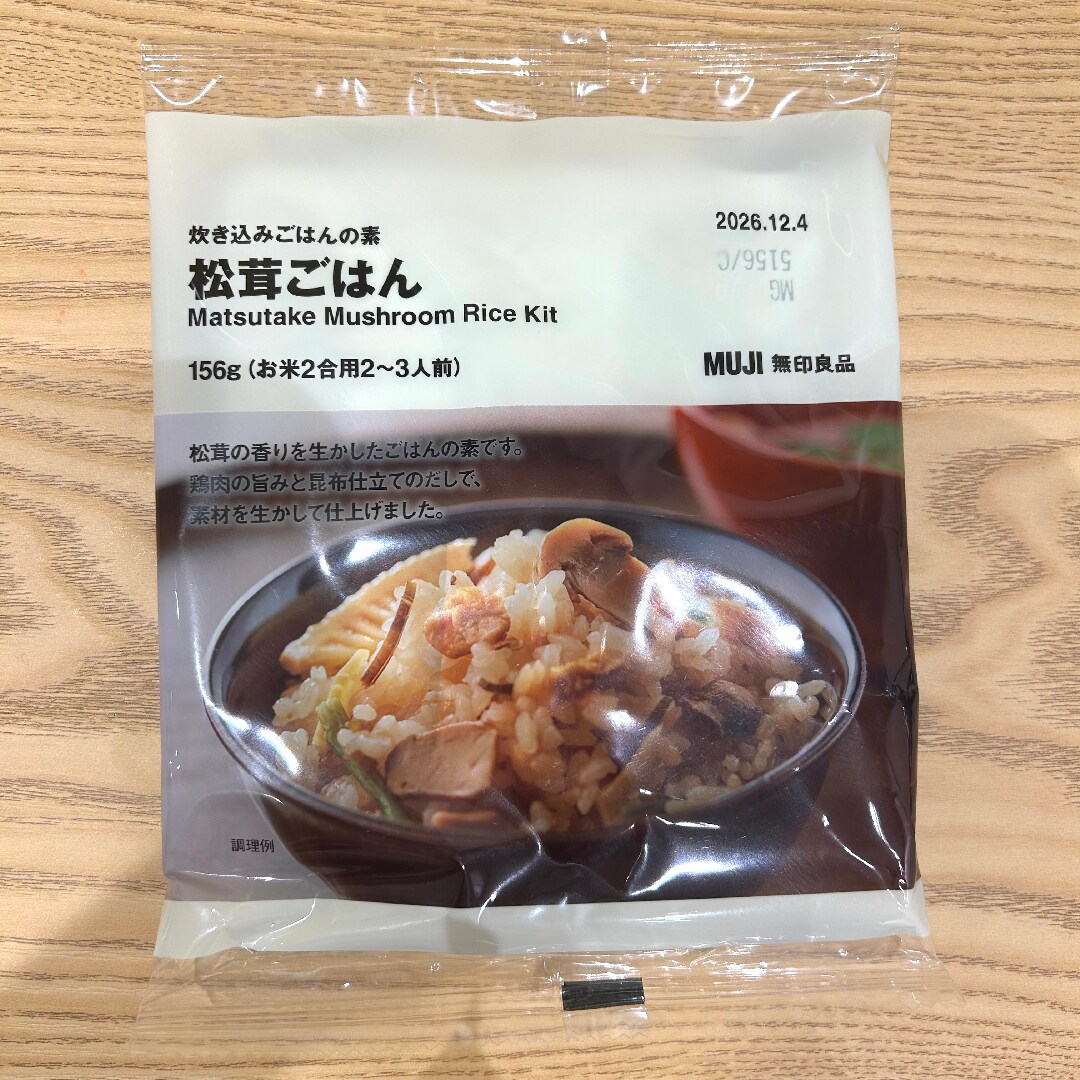 炊き込みごはんの素
松茸ごはん
Matsutake Mushroom Rice Kit
156g（お米2合用2〜3人前）
2026.12.4
5156/C
MG
MUJI 無印良品
松茸の香りを生かしたごはんの素です。
鶏肉の旨みと昆布仕立てのだしで、
素材を生かして仕上げました。
調理例